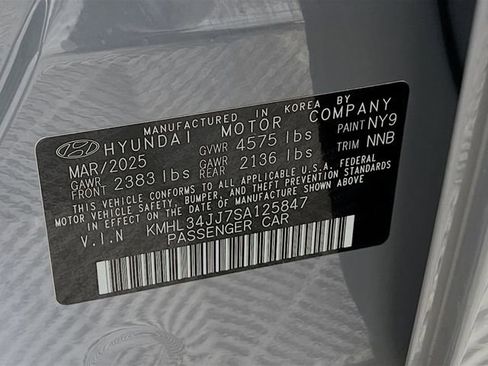 MANUFACTURED IN KOREA BY
HYUNDAI MOTOR COMPANY
MAR/2025 GVWR 4575 lbs PAINT NY9
GAWR FRONT 2383 lbs GAWR REAR 2136 lbs TRIM NNB
THIS VEHICLE CONFORMS TO ALL APPLICABLE U.S.A. FEDERAL
MOTOR VEHICLE SAFETY, BUMPER, AND THEFT PREVENTION STANDARDS
IN EFFECT ON THE DATE OF MANUFACTURE SHOWN ABOVE.
V.I.N KMHL34JJ7SA125847
PASSENGER CAR